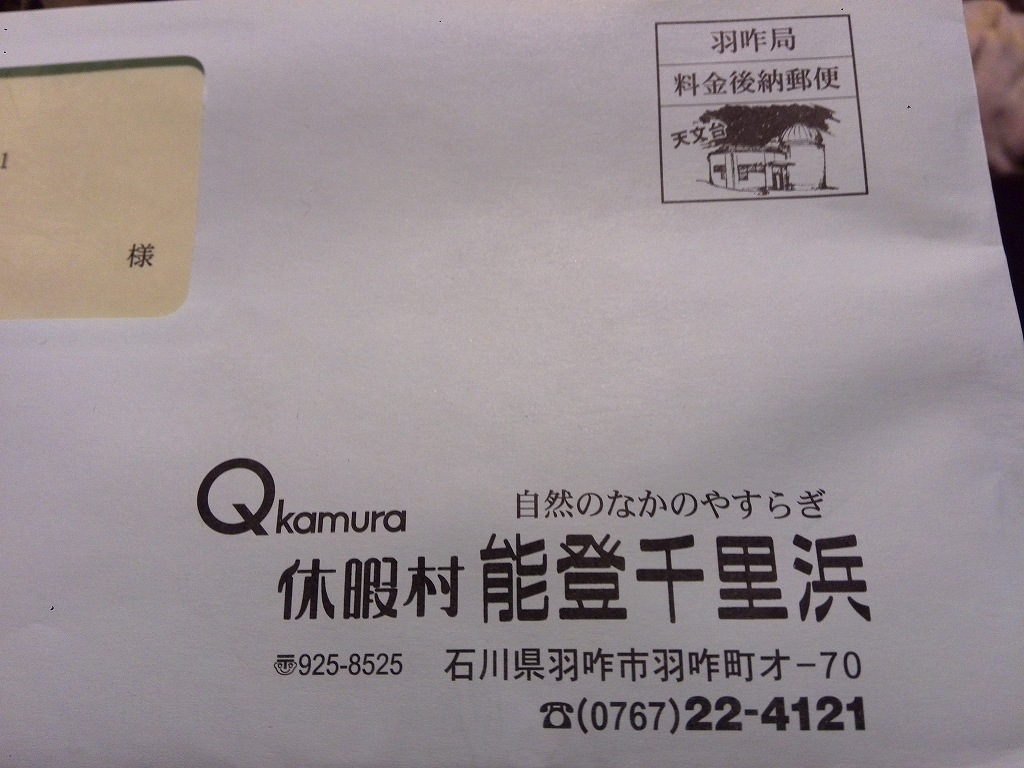 羽咋局
料金後納郵便
天文台
1
様
Qkamura
自然のなかのやすらぎ
休暇村 能登千里浜
〠925-8525 石川県羽咋市羽咋町オ-70
☎(0767)22-4121